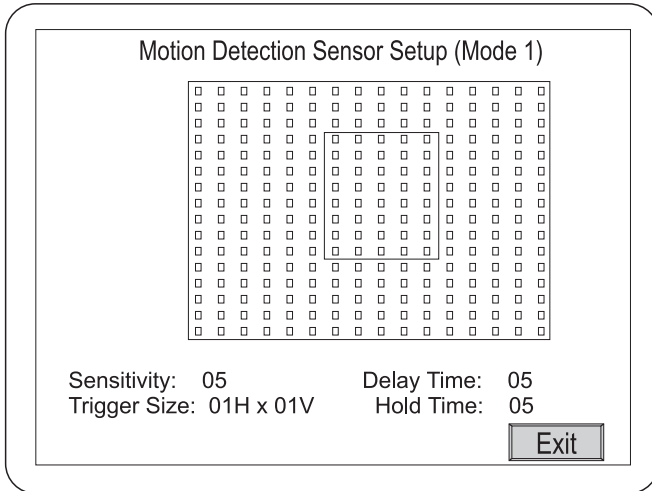 Motion Detection Sensor Setup (Mode 1)
Sensitivity: 05 Delay Time: 05
Trigger Size: 01H x 01V Hold Time: 05
Exit